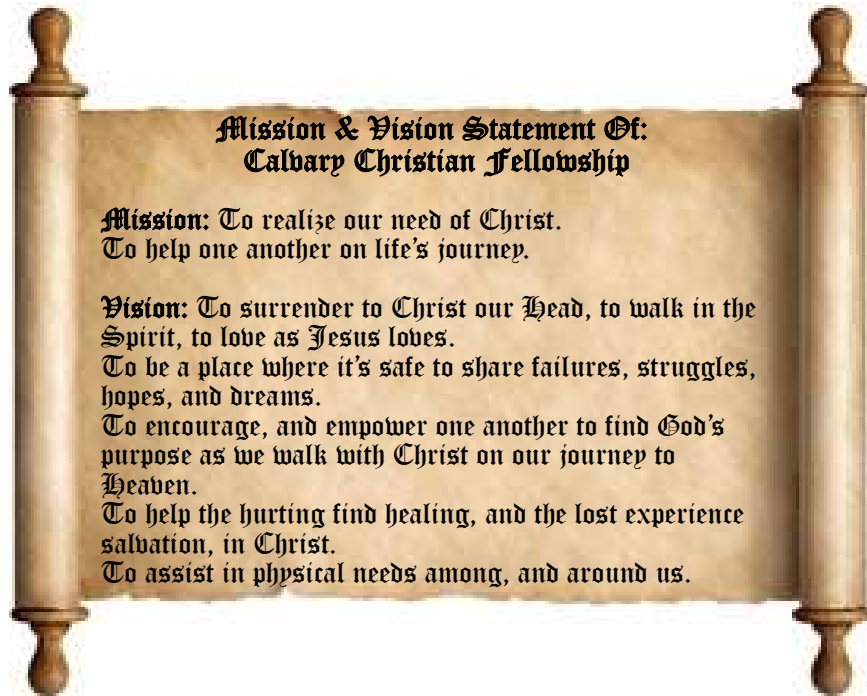 Mission & Vision Statement Of:
Calvary Christian Fellowship
Mission: To realize our need of Christ.
To help one another on life's journey.
Vision: To surrender to Christ our Head, to walk in the
Spirit, to love as Jesus loves.
To be a place where it's safe to share failures, struggles,
hopes, and dreams.
To encourage, and empower one another to find God's
purpose as we walk with Christ on our journey to
Heaven.
To help the hurting find healing, and the lost experience
salvation, in Christ.
To assist in physical needs among, and around us.